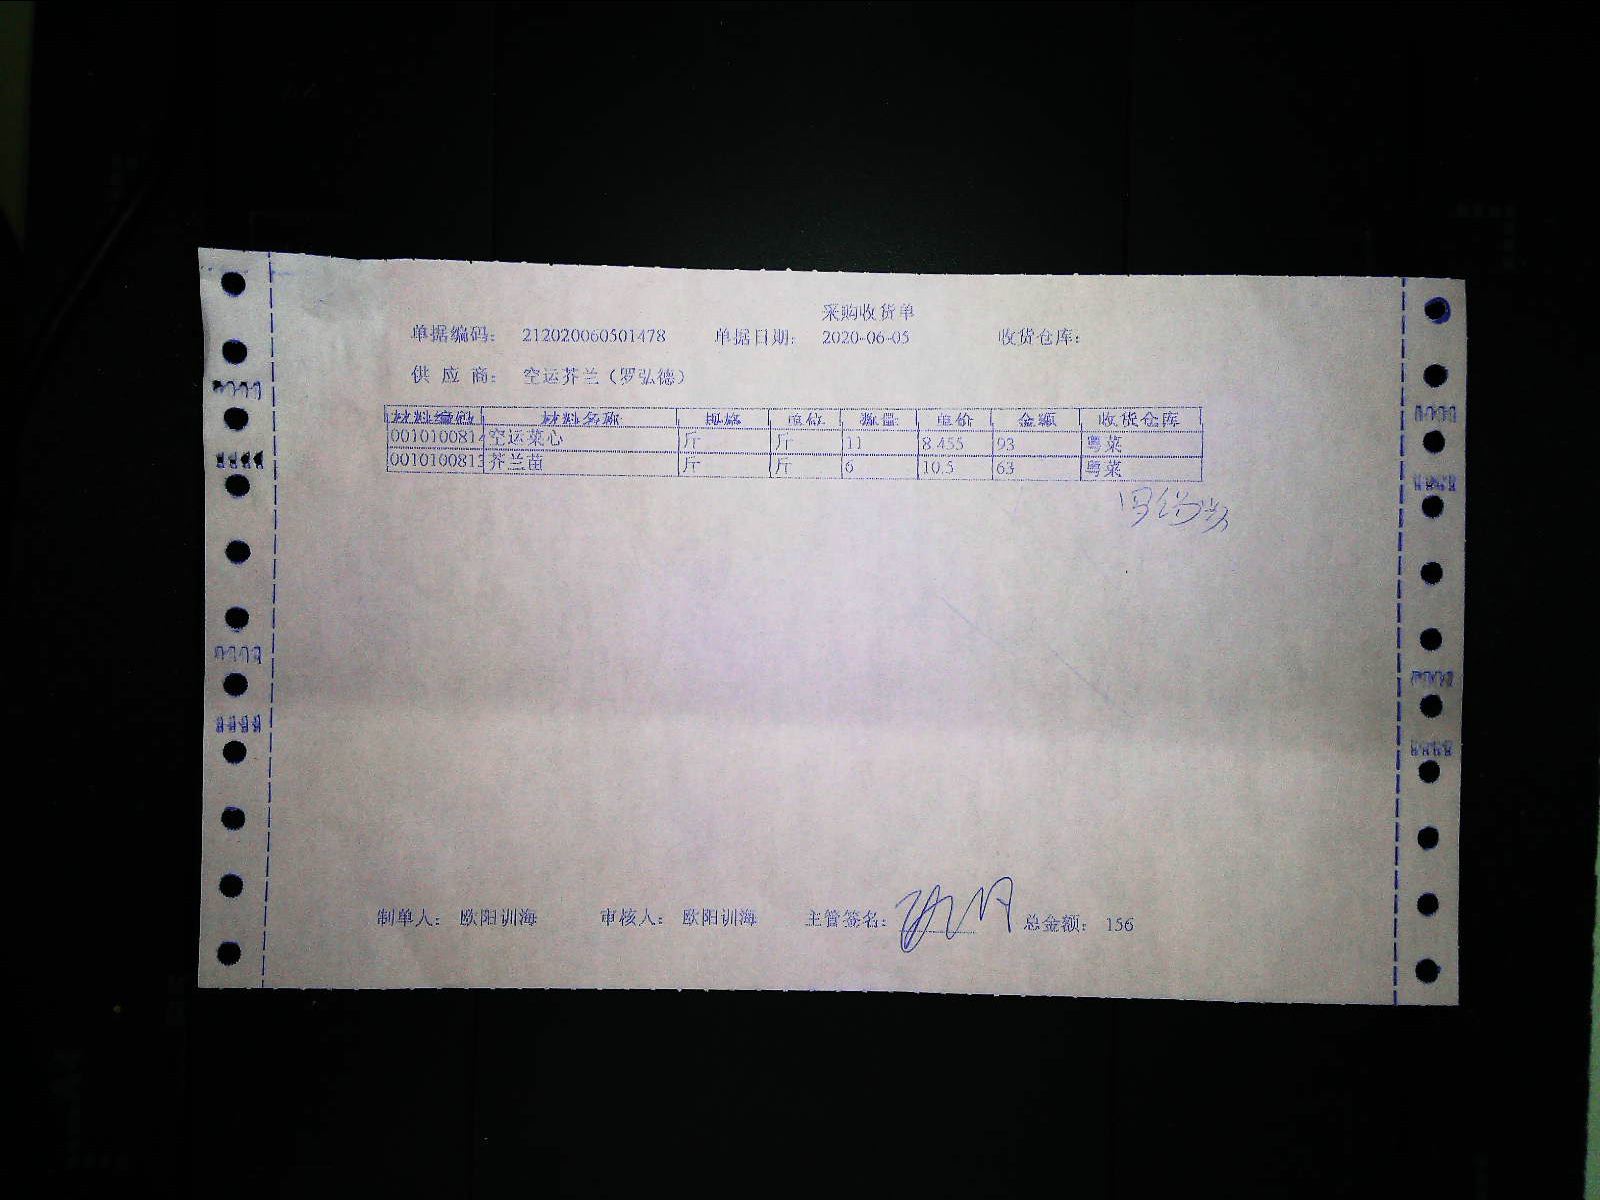 采购收货单
单据编码： 212020060501478 单据日期： 2020-06-05 收货仓库：
供 应 商： 空运芥兰（罗弘德）
材料编码 材料名称 规格 单位 数量 单价 金额 收货仓库
0010100814 空运菜心 斤 斤 11 8.455 93 粤菜
0010100813 芥兰苗 斤 斤 6 10.5 63 粤菜
制单人： 欧阳训海 审核人： 欧阳训海 主管签名： 总金额： 156